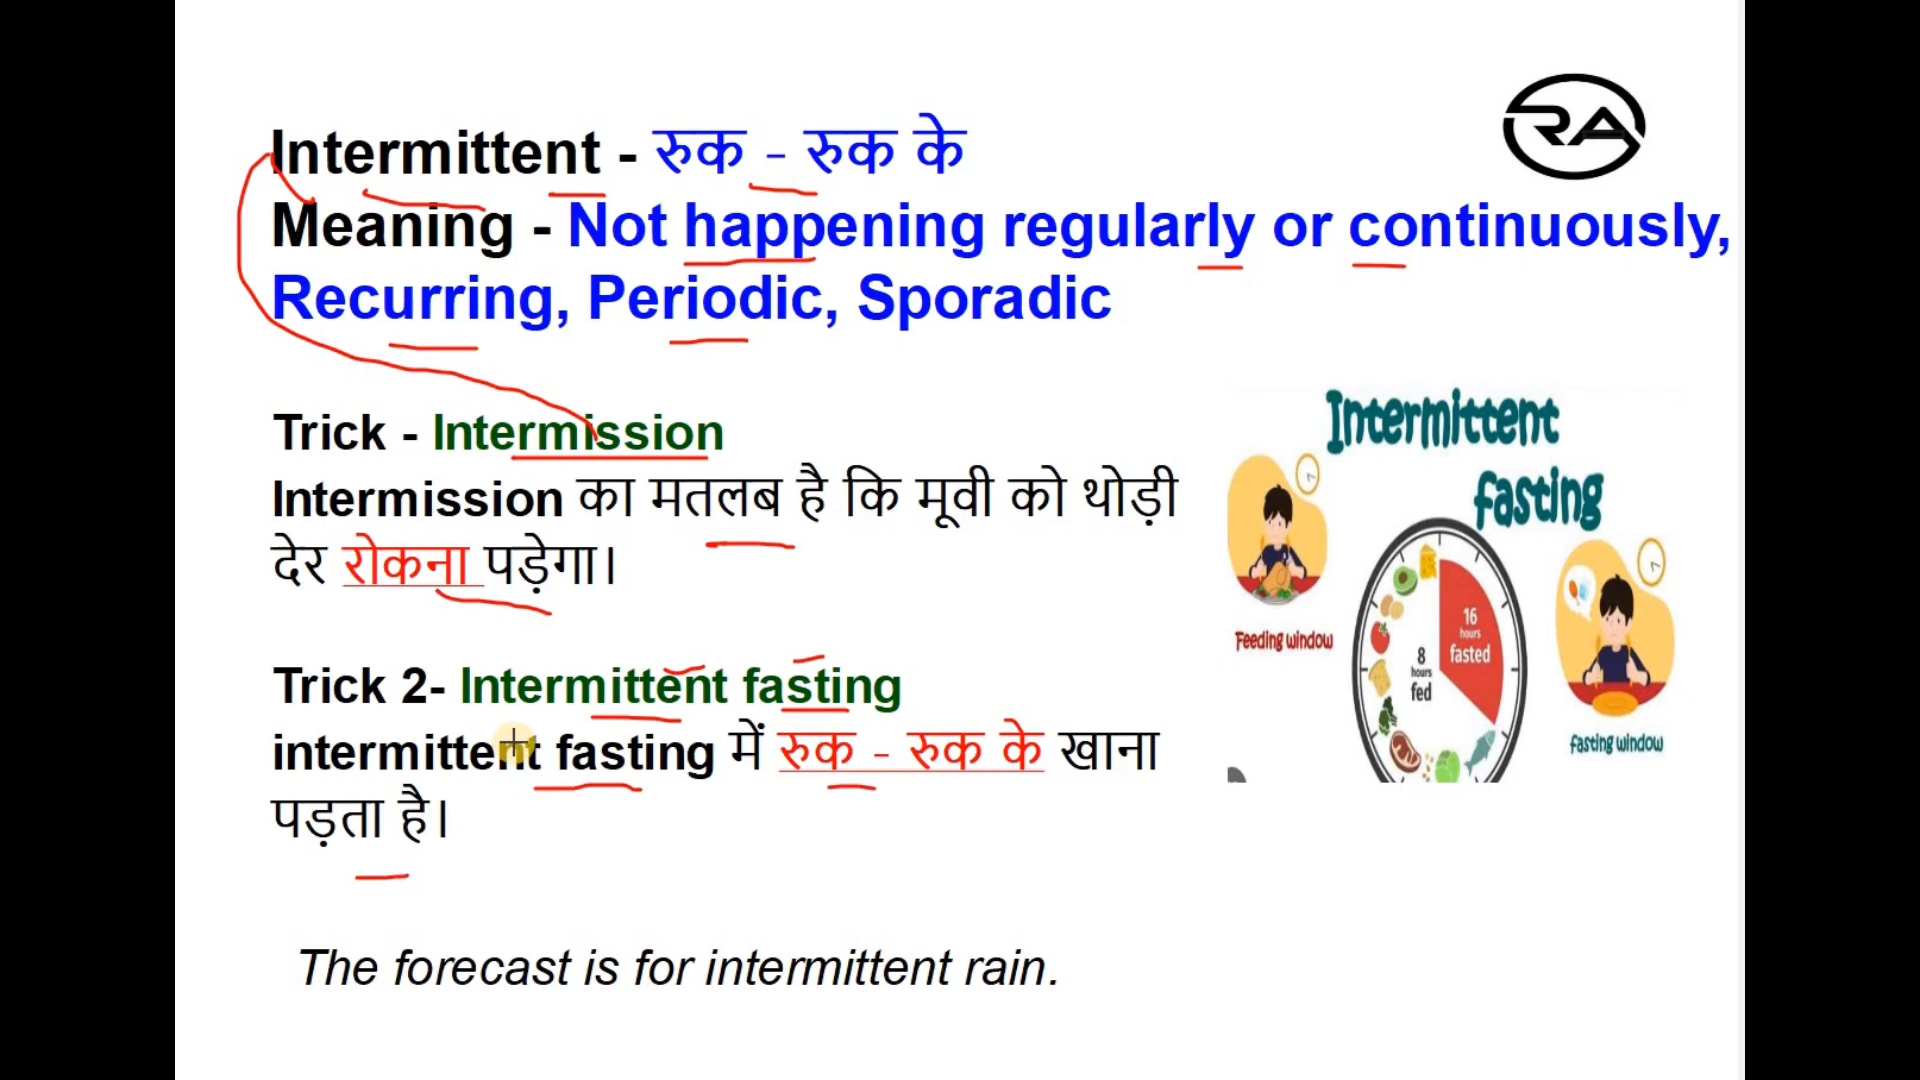 RA
Intermittent - रुक - रुक के
Meaning - Not happening regularly or continuously,
Recurring, Periodic, Sporadic
Trick - Intermission
Intermission का मतलब है कि मूवी को थोड़ी
देर रोकना पड़ेगा।
Trick 2- Intermittent fasting
intermittent fasting में रुक - रुक के खाना
पड़ता है।
The forecast is for intermittent rain.
Intermittent
fasting
Feeding window
16
hours
fasted
8
hours
fed
fasting window